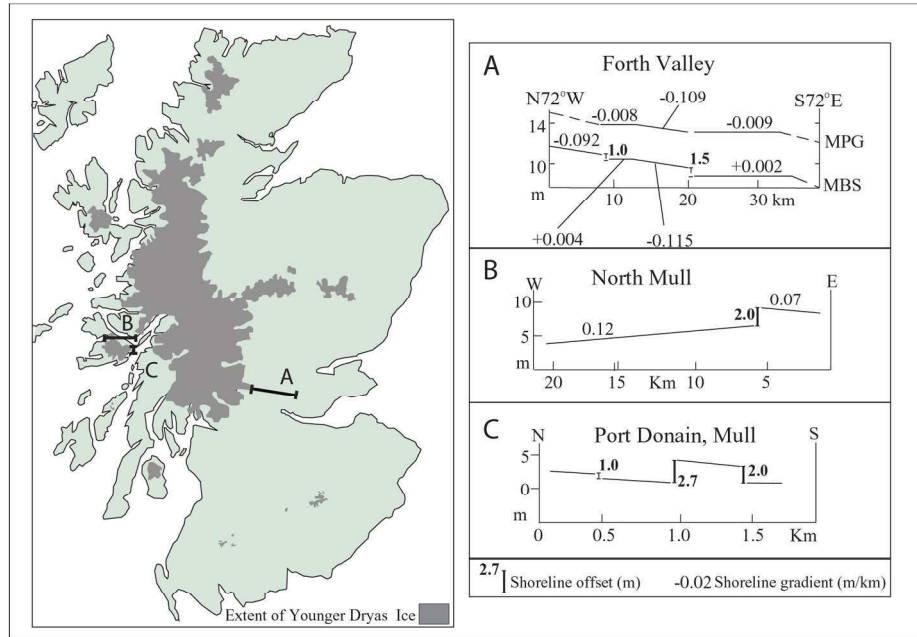 B
C
A
Extent of Younger Dryas Ice
A
Forth Valley
N72°W
S72°E
-0.109
-0.008
-0.009
14
MPG
-0.092
1.0
1.5
+0.002
10
MBS
m
10
20
30 km
+0.004
-0.115
B
North Mull
W
E
10
2.0
0.07
0.12
5
m
20
15
Km
10
5
C
Port Donain, Mull
N
S
5
1.0
2.0
2.7
0
m
0
0.5
1.0
1.5
Km
2.7 Shoreline offset (m) -0.02 Shoreline gradient (m/km)